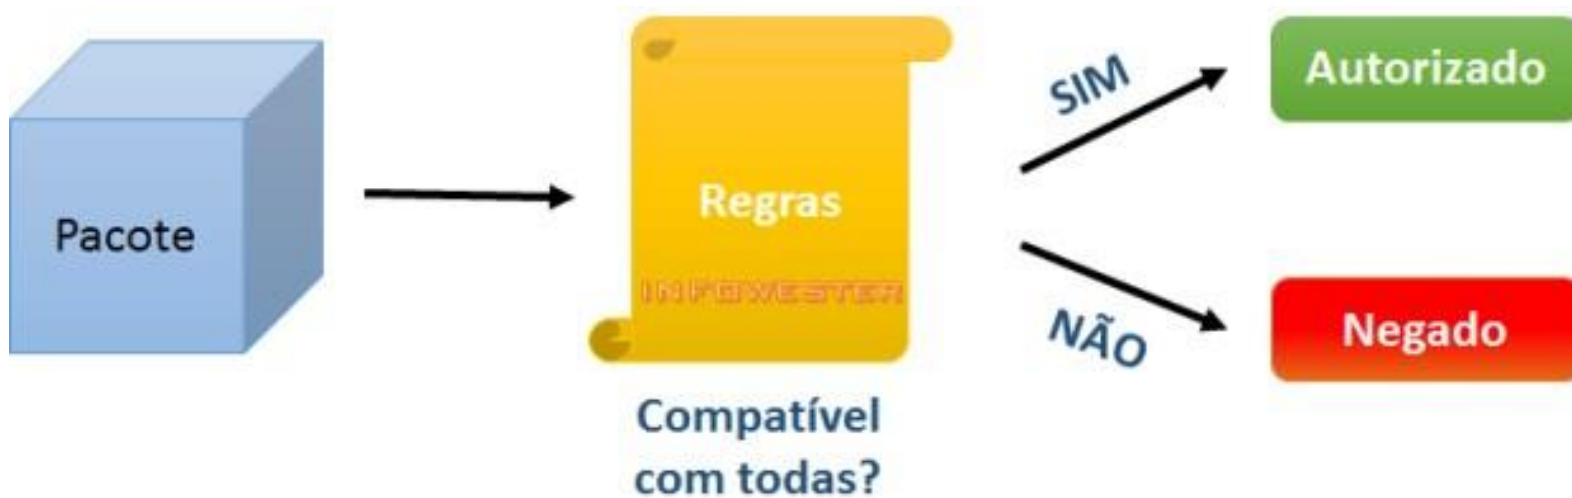 Pacote
Regras
INFOWESTER
Compatível
com todas?
SIM
NÃO
Autorizado
Negado